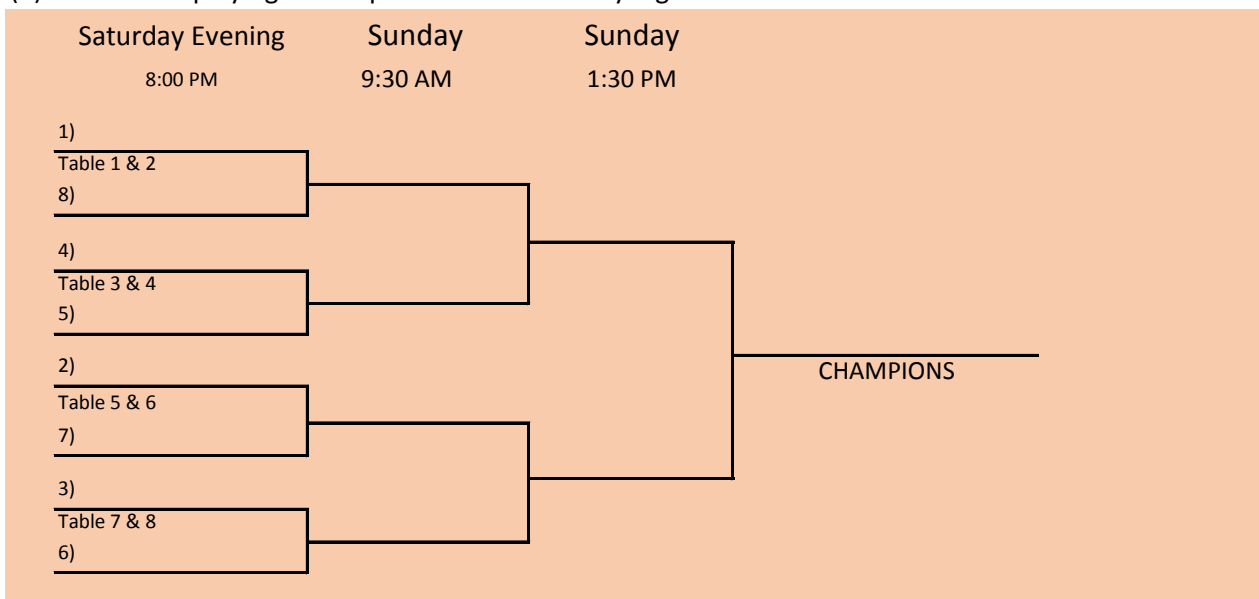 Saturday Evening Sunday Sunday
8:00 PM 9:30 AM 1:30 PM
1)
Table 1 & 2
8)
4)
Table 3 & 4
5)
2)
CHAMPIONS
Table 5 & 6
7)
3)
Table 7 & 8
6)